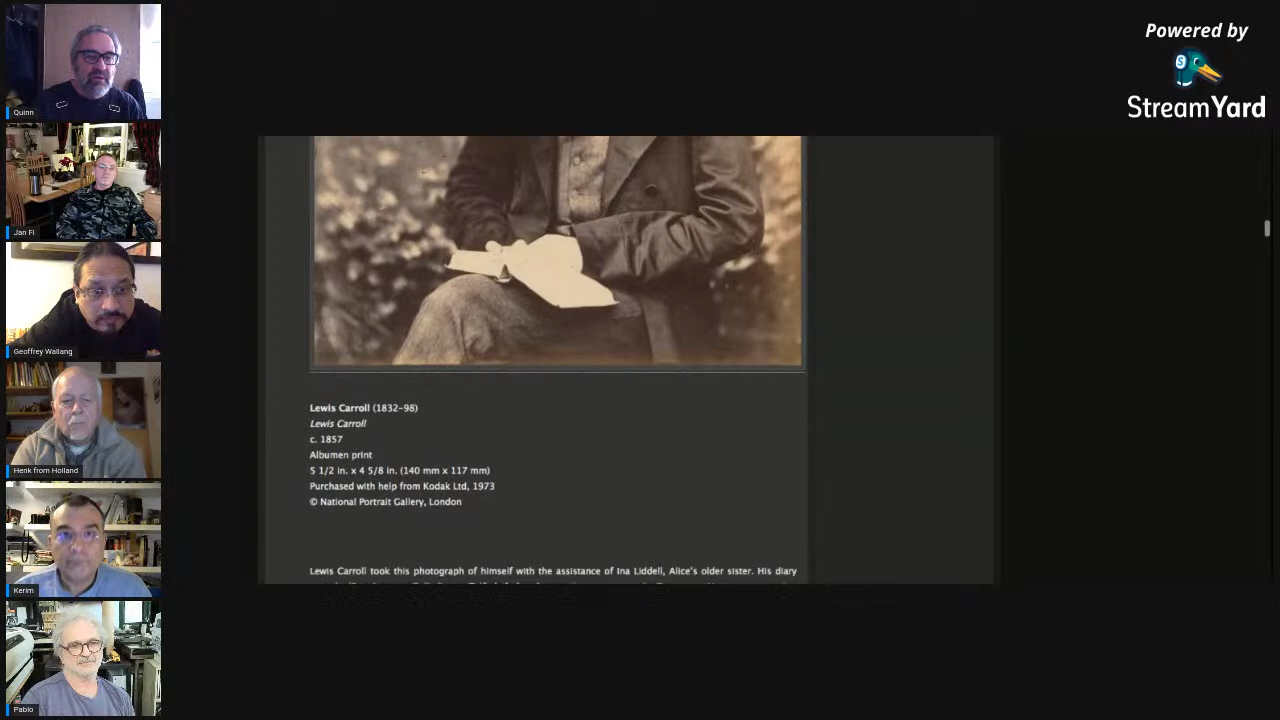 Powered by
StreamYard
Quinn
Jan Fl
Geoffrey Wallang
Henk from Holland
Kerim
Pablo
Lewis Carroll (1832–98)
Lewis Carroll
c. 1857
Albumen print
5 1/2 in. x 4 5/8 in. (140 mm x 117 mm)
Purchased with help from Kodak Ltd, 1973
© National Portrait Gallery, London
Lewis Carroll took this photograph of himself with the assistance of Ina Liddell, Alice's older sister. His diary